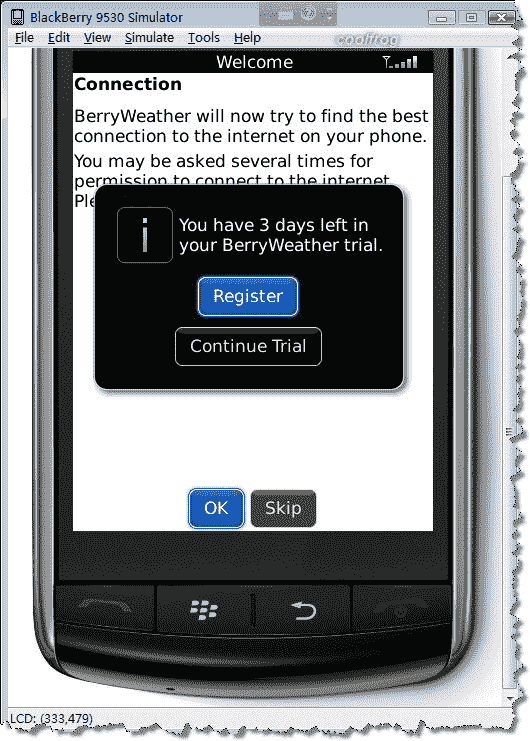 BlackBerry 9530 Simulator
File Edit View Simulate Tools Help
coolfrog
Welcome
Connection
BerryWeather will now try to find the best
connection to the internet on your phone.
You may be asked several times for
permission to connect to the internet.
Ple
You have 3 days left in
your BerryWeather trial.
Register
Continue Trial
OK Skip
LCD: (333,479)